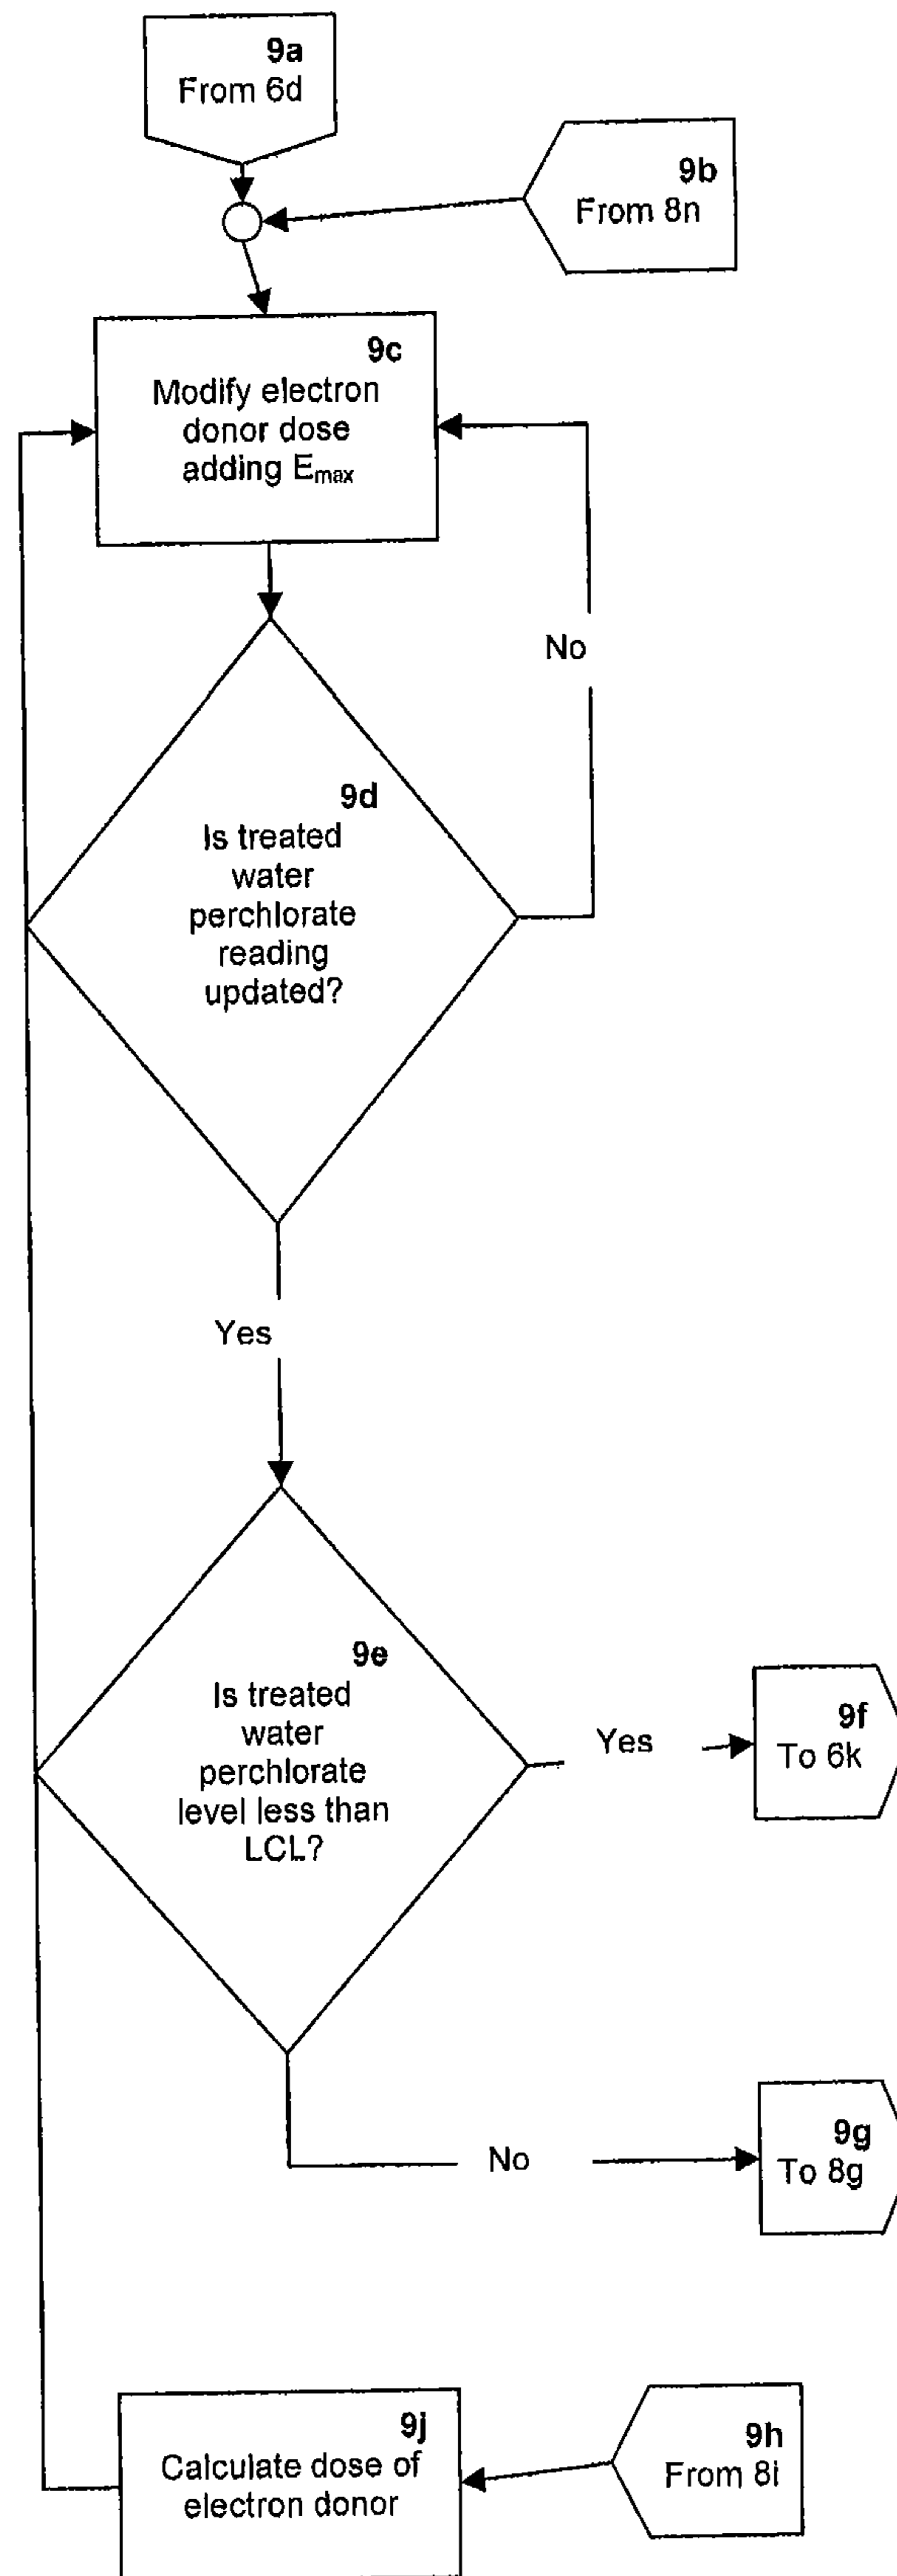 9a
From 6d
9b
From 8n
9c
Modify electron
donor dose
adding Emax
No
9d
Is treated
water
perchlorate
reading
updated?
Yes
9e
Is treated
water
perchlorate
level less than
LCL?
Yes
9f
To 6k
No
9g
To 8g
9j
Calculate dose of
electron donor
9h
From 8i